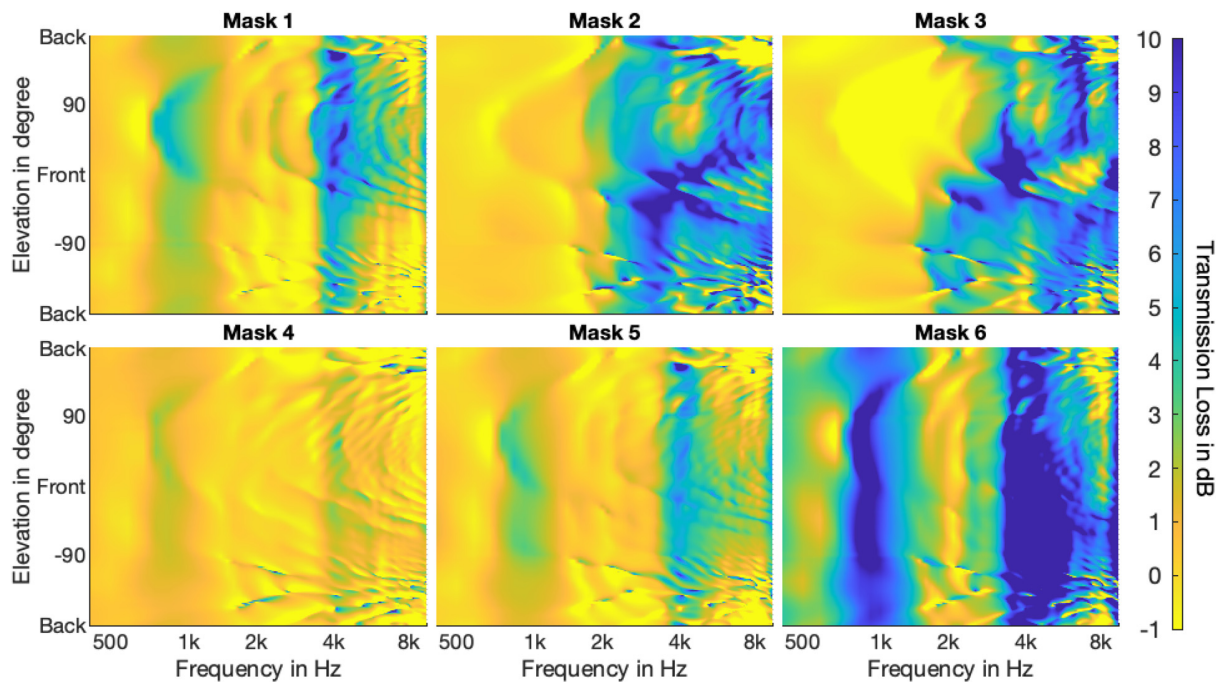 Mask 1
Mask 2
Mask 3
Back
90
Front
-90
Back
Elevation in degree
Mask 4
Mask 5
Mask 6
Back
90
Front
-90
Back
Elevation in degree
500 1k 2k 4k 8k
500 1k 2k 4k 8k
500 1k 2k 4k 8k
Frequency in Hz
Frequency in Hz
Frequency in Hz
10
9
8
7
6
5
4
3
2
1
0
-1
Transmission Loss in dB